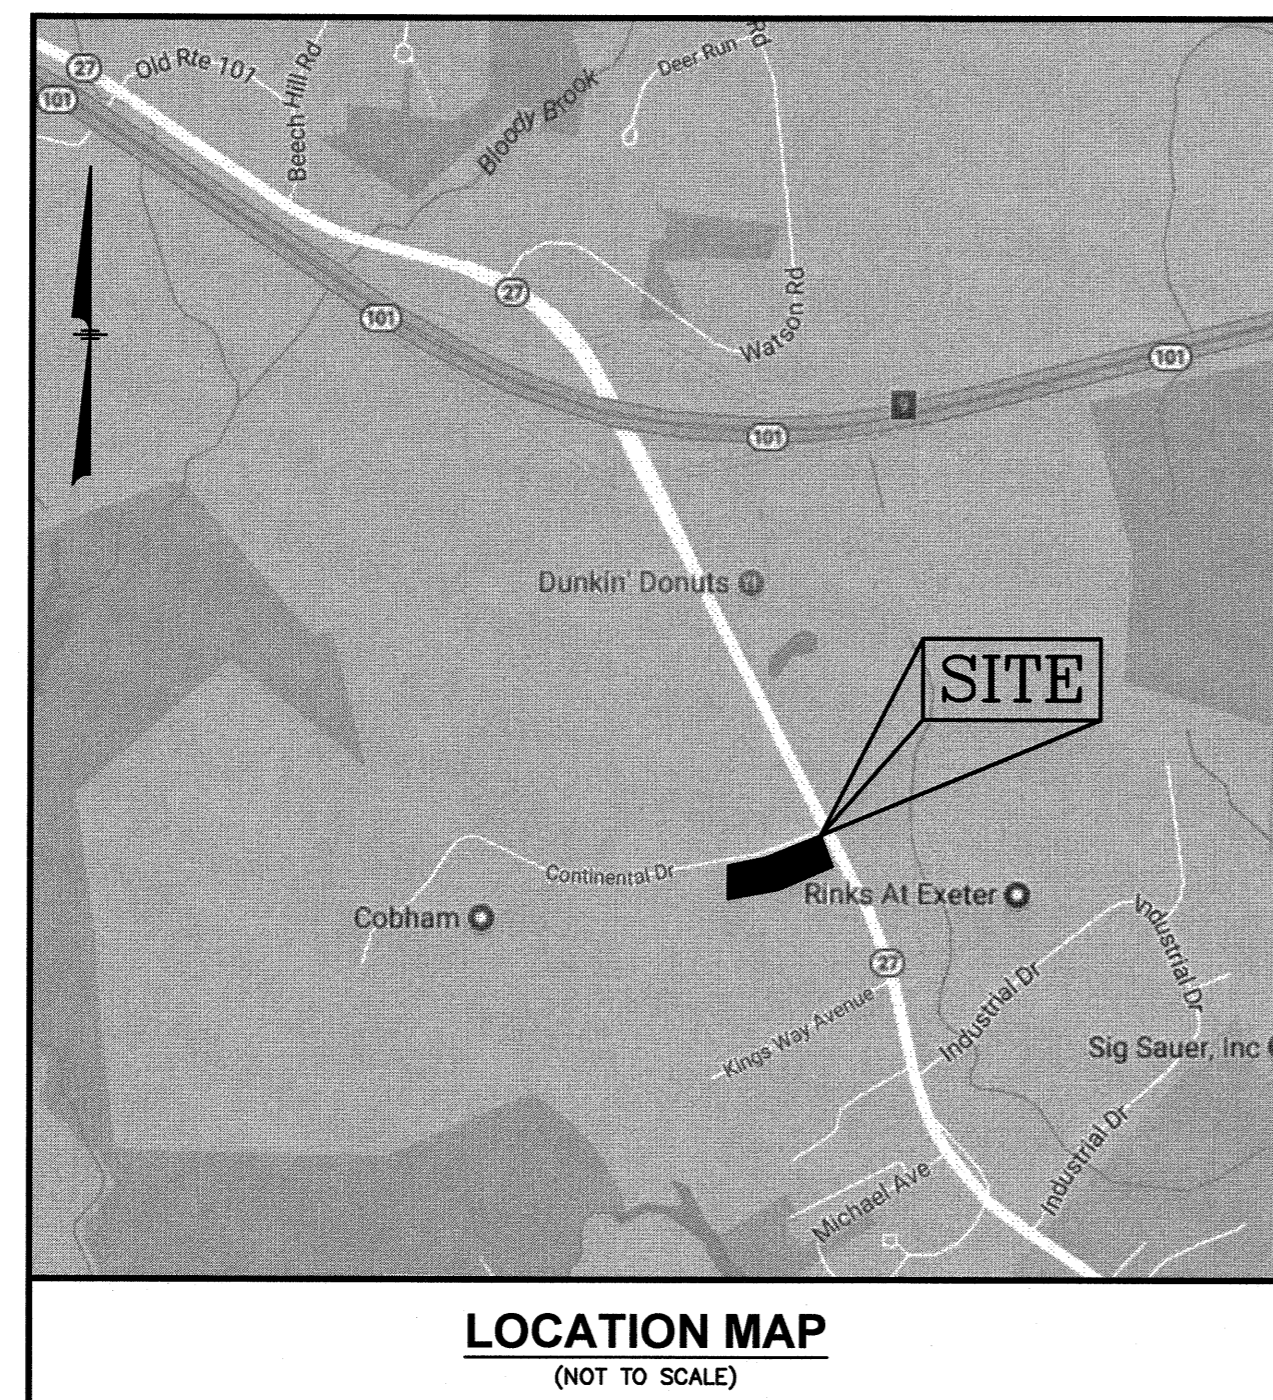 Rd
27
Old Rte 101
Beech Hill Rd
Deer Run
101
Bloody Brook
27
Watson Rd
101
101
101
Dunkin' Donuts
SITE
Continental Dr
Rinks At Exeter
Cobham
Industrial Dr
27
Industrial Dr
Kings Way Avenue
Sig Sauer, Inc
Industrial Dr
Michael Ave
LOCATION MAP
(NOT TO SCALE)